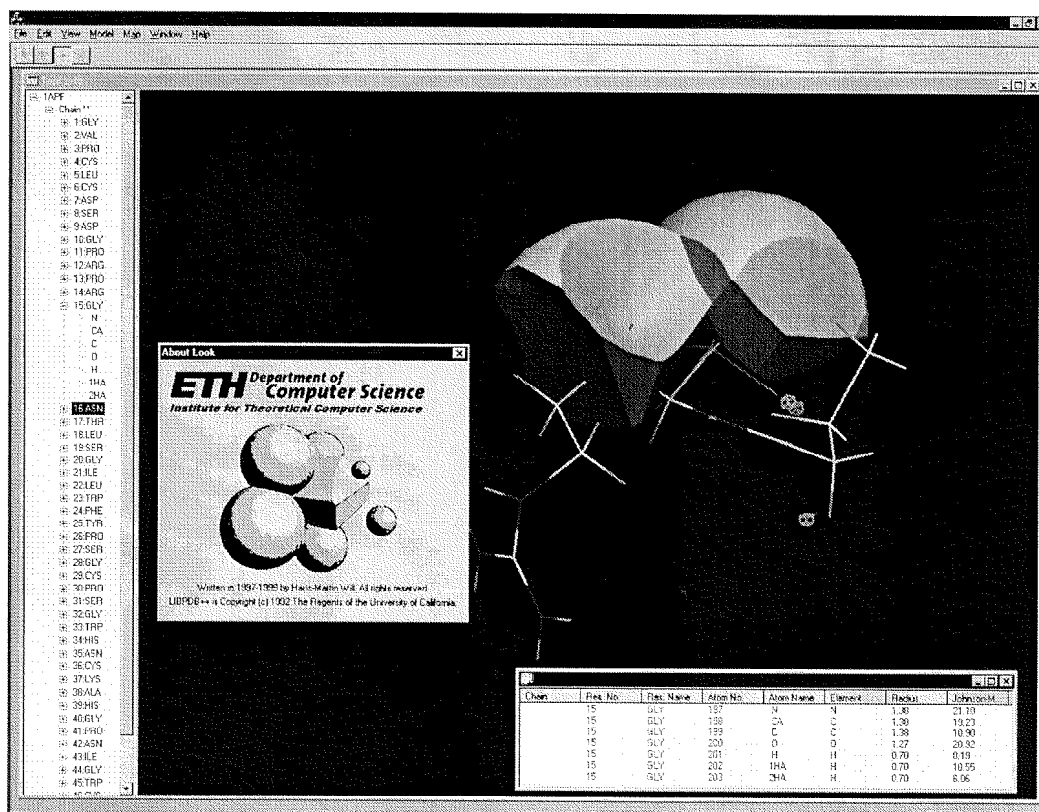 File Edit View Model Map Window Help
1APF
Chain ' '
1:GLY
2:VAL
3:PRO
4:CYS
5:LEU
6:CYS
7:ASP
8:SER
9:ASP
10:GLY
11:PRO
12:ARG
13:PRO
14:ARG
15:GLY
N
CA
C
O
H
1HA
2HA
16:ASN
17:THR
18:LEU
19:SER
20:GLY
21:ILE
22:LEU
23:TRP
24:PHE
25:TYR
26:PRO
27:SER
28:GLY
29:CYS
30:PRO
31:SER
32:GLY
33:TRP
34:HIS
35:ASN
36:CYS
37:LYS
38:ALA
39:HIS
40:GLY
41:PRO
42:ASN
43:ILE
44:GLY
45:TRP
About Look
ETH Department of
Computer Science
Institute for Theoretical Computer Science
Written in 1997-1999 by Hans-Martin Will. All rights reserved.
LIBPDB++ is Copyright (c) 1992 The Regents of the University of California.
Chain Res. No. Res. Name Atom No. Atom Name Element Radius Johnson-M
15 GLY 197 N N 1.38 21.10
15 GLY 198 CA C 1.38 19.23
15 GLY 199 C C 1.38 10.90
15 GLY 200 O O 1.27 20.92
15 GLY 201 H H 0.70
15 GLY 202 1HA H 0.70 10.55
15 GLY 203 2HA H 0.70 6.06